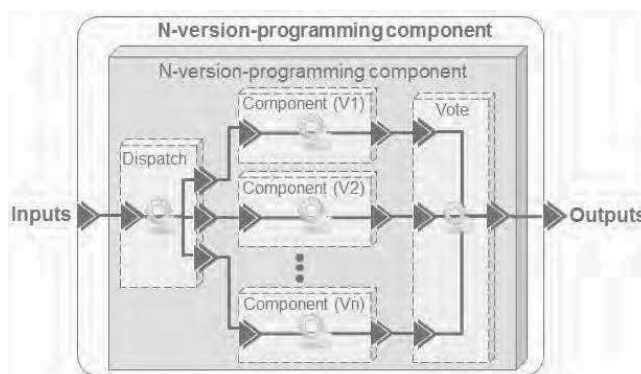 N-version-programming component
N-version-programming component
Component (V1)
Vote
Dispatch
Component (V2)
Inputs
Outputs
Component (Vn)